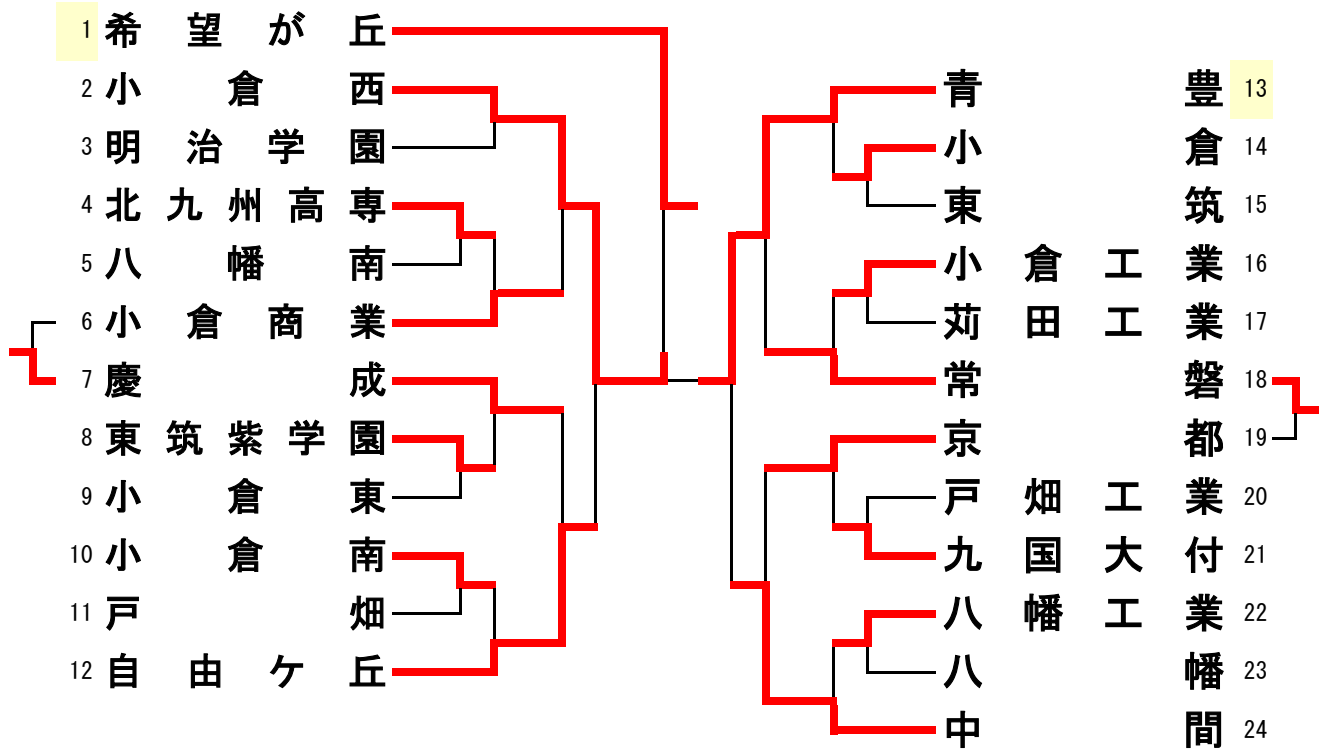 1 希望が丘
2 小倉西
3 明治学園
4 北九州高専
5 八幡南
6 小倉商業
7 慶成
8 東筑紫学園
9 小倉東
10 小倉南
11 戸畑
12 自由ケ丘
青豊 13
小倉 14
東筑 15
小倉工業 16
苅田工業 17
常磐 18
京都 19
戸畑工業 20
九国大付 21
八幡工業 22
八幡 23
中間 24